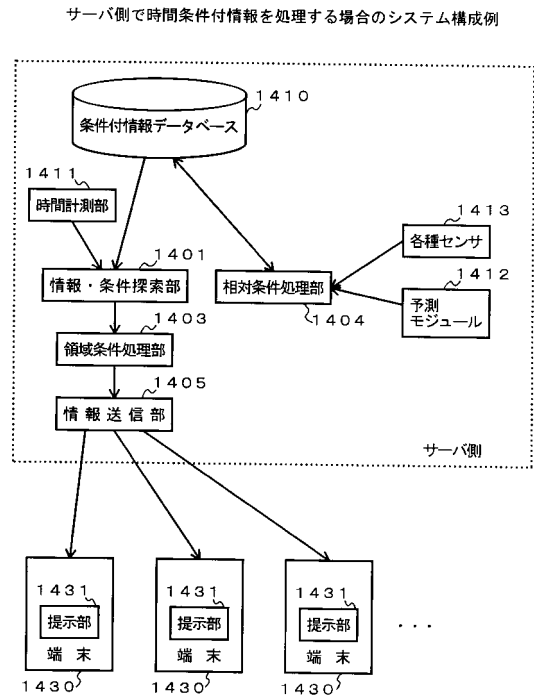 サーバ側で時間条件付情報を処理する場合のシステム構成例
1410
条件付情報データベース
1411
時間計測部
1413
各種センサ
1401
情報・条件探索部
相対条件処理部
1404
1412
予測
モジュール
1403
領域条件処理部
1405
情報送信部
サーバ側
1431
提示部
端末
1430
1431
提示部
端末
1430
1431
提示部
端末
1430
・・・